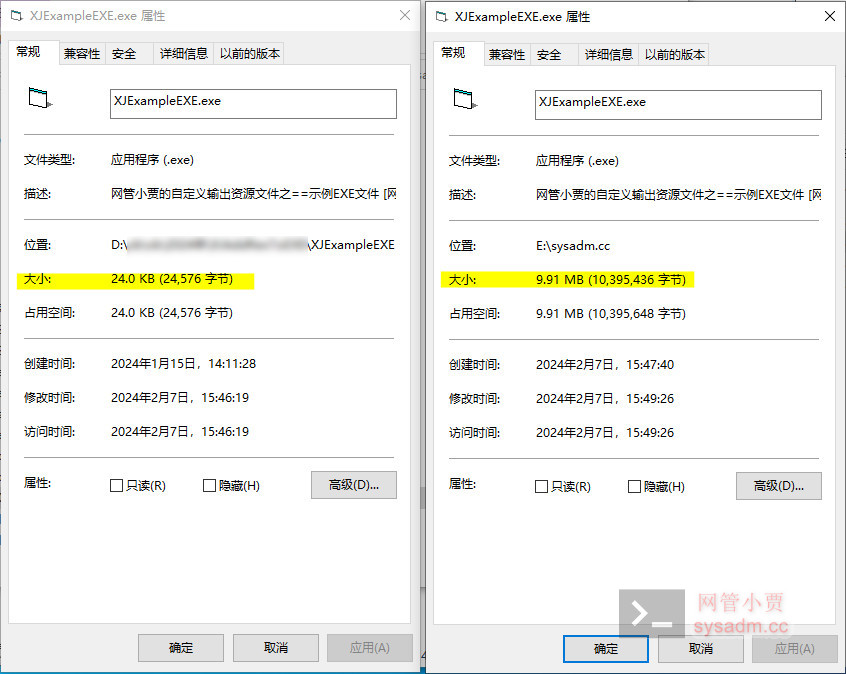 XJExampleEXE.exe 属性
常规 兼容性 安全 详细信息 以前的版本
XJExampleEXE.exe
文件类型: 应用程序 (.exe)
描述: 网管小贾的自定义输出资源文件之==示例EXE文件 [网
位置: D:\ \XJExampleEXE
大小: 24.0 KB (24,576 字节)
占用空间: 24.0 KB (24,576 字节)
创建时间: 2024年1月15日，14:11:28
修改时间: 2024年2月7日，15:46:19
访问时间: 2024年2月7日，15:46:19
属性: 只读(R) 隐藏(H) 高级(D)...
确定 取消 应用(A)
XJExampleEXE.exe 属性
常规 兼容性 安全 详细信息 以前的版本
XJExampleEXE.exe
文件类型: 应用程序 (.exe)
描述: 网管小贾的自定义输出资源文件之==示例EXE文件 [网
位置: E:\sysadm.cc
大小: 9.91 MB (10,395,436 字节)
占用空间: 9.91 MB (10,395,648 字节)
创建时间: 2024年2月7日，15:47:40
修改时间: 2024年2月7日，15:49:26
访问时间: 2024年2月7日，15:49:26
属性: 只读(R) 隐藏(H) 高级(D)...
网管小贾
sysadm.cc
确定 取消 应用(A)